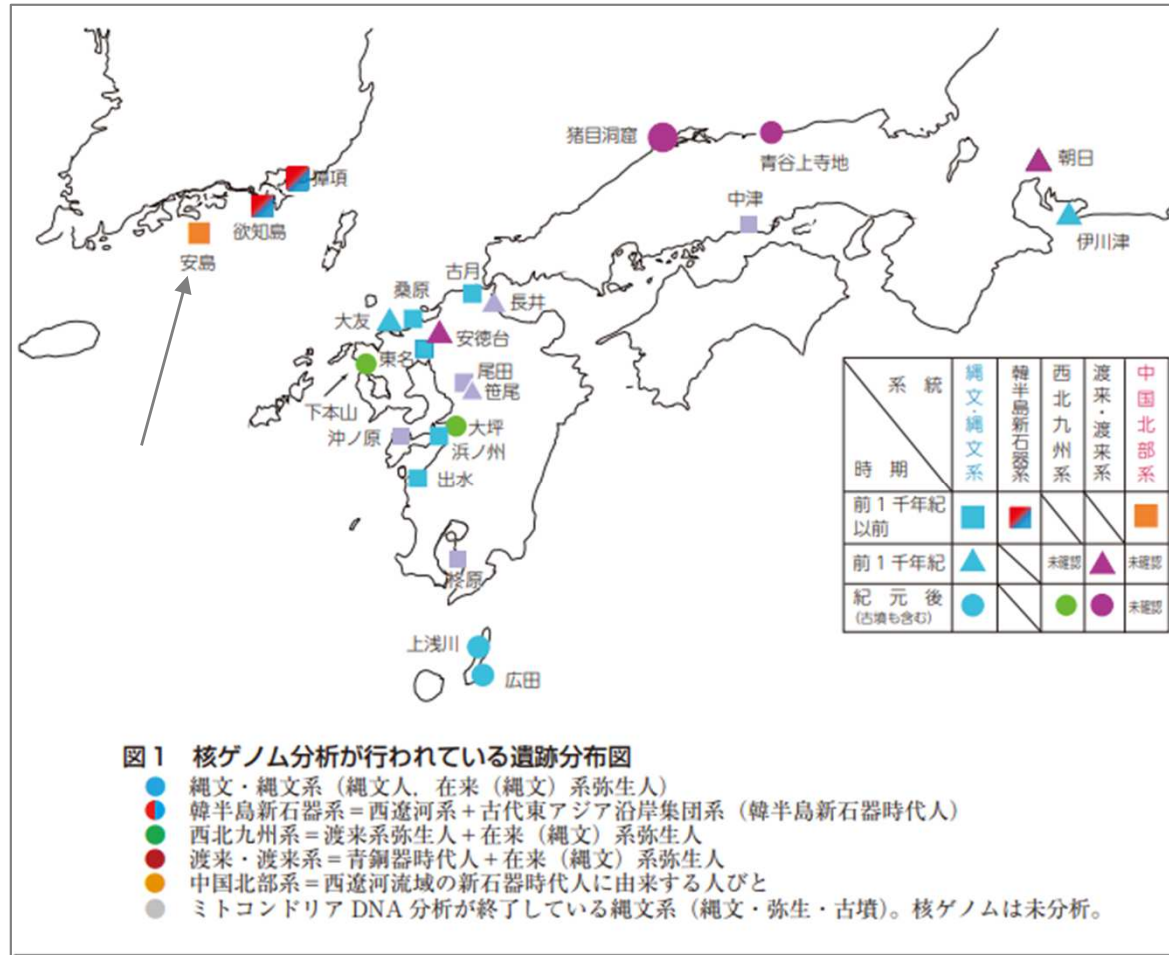 猪目洞窟
青谷上寺地
朝日
伊川津
中津
獐項
欲知島
安島
古月
長井
桑原
大友
安徳台
東名
尾田
笹尾
下本山
沖ノ原
大坪
浜ノ州
出水
柊原
上浅川
広田
系統
時期
縄文・縄文系
韓半島新石器系
西北九州系
渡来・渡来系
中国北部系
前1千年紀
以前
前1千年紀 未確認 未確認
紀元後
(古墳も含む) 未確認
図1 核ゲノム分析が行われている遺跡分布図
縄文・縄文系(縄文人,在来(縄文)系弥生人)
韓半島新石器系=西遼河系+古代東アジア沿岸集団系(韓半島新石器時代人)
西北九州系=渡来系弥生人+在来(縄文)系弥生人
渡来・渡来系=青銅器時代人+在来(縄文)系弥生人
中国北部系=西遼河流域の新石器時代人に由来する人びと
ミトコンドリアDNA分析が終了している縄文系(縄文・弥生・古墳)。核ゲノムは未分析。